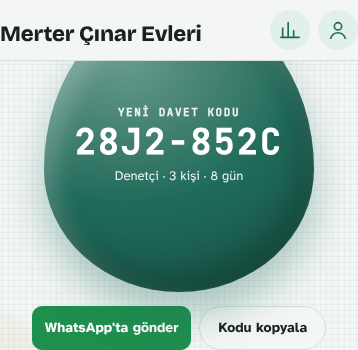 Merter Çınar Evleri
YENİ DAVET KODU
28J2-852C
Denetçi · 3 kişi · 8 gün
WhatsApp'ta gönder
Kodu kopyala